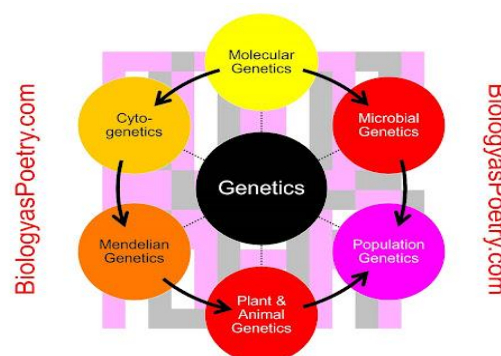 BiologyasPoetry.com
Molecular
Genetics
Cyto-
genetics
Microbial
Genetics
Genetics
Mendelian
Genetics
Population
Genetics
Plant &
Animal
Genetics
BiologyasPoetry.com